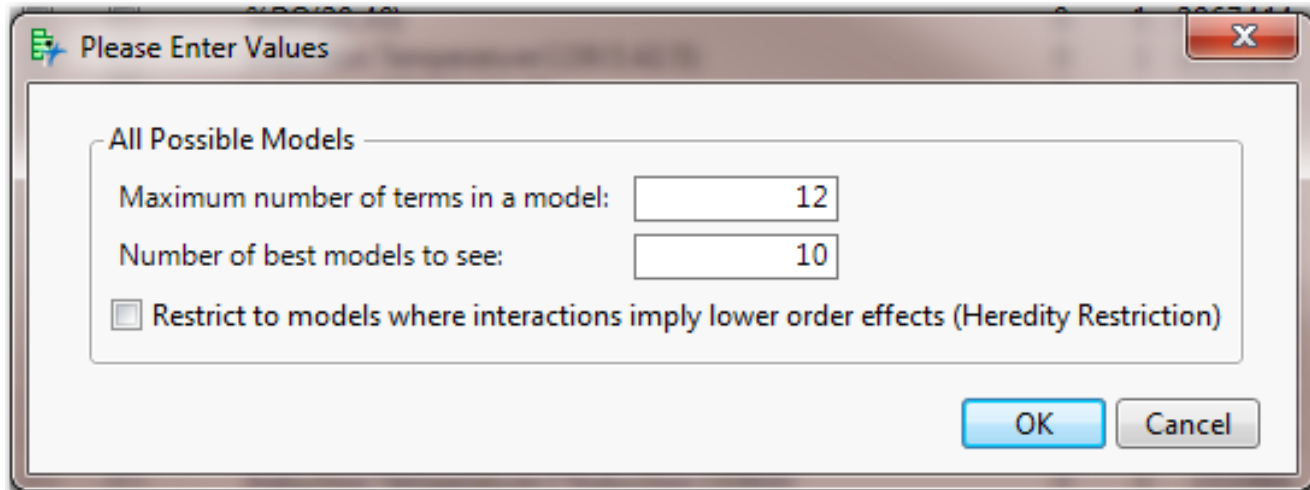 Please Enter Values
All Possible Models
Maximum number of terms in a model: 12
Number of best models to see: 10
Restrict to models where interactions imply lower order effects (Heredity Restriction)
OK Cancel